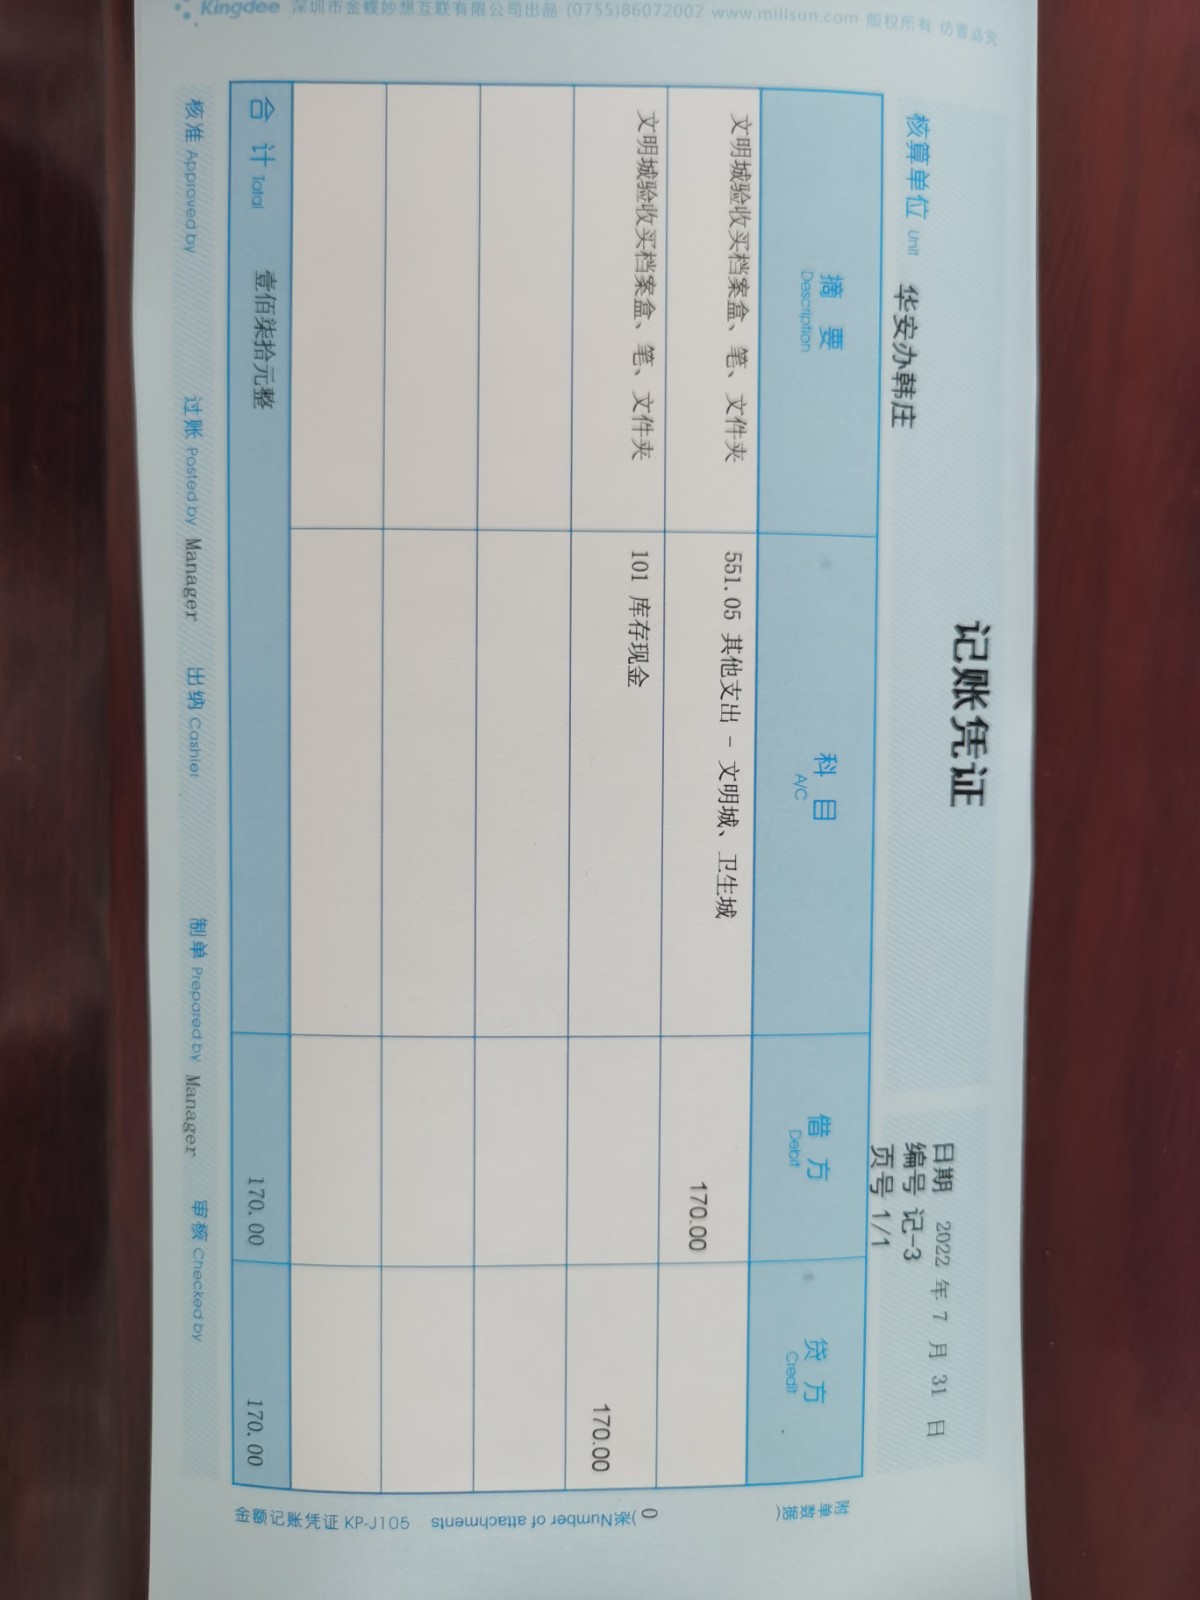 记账凭证
日期 2022 年 7 月 31 日
编号 记-3
核算单位 Unit 华安办韩庄
页号 1/1
摘 要 科 目 借 方 贷 方
Description A/C Debit Credit
文明城验收买档案盒、笔、文件夹 551.05 其他支出 - 文明城、卫生城 170.00
文明城验收买档案盒、笔、文件夹 101 库存现金 170.00
合 计 Total 壹佰柒拾元整 170.00 170.00
核准 Approved by 过账 Posted by Manager 出纳 Cashier 制单 Prepared by Manager 审核 Checked by
Kingdee 深圳市金蝶妙想互联有限公司出品 (0755)86072002 www.millsun.com 版权所有 仿冒必究
附单数据(
0
)张Number of attachments
金额记账凭证 KP-J105